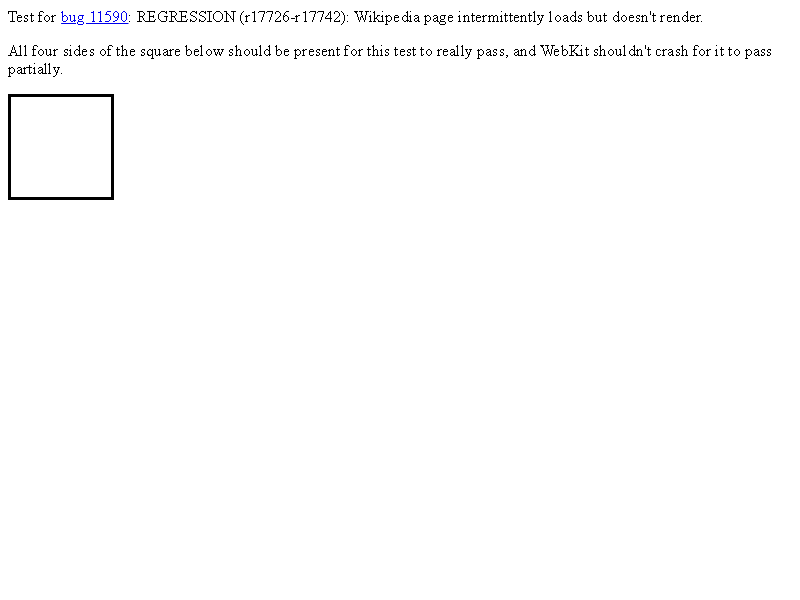 Test for bug 11590: REGRESSION (r17726-r17742): Wikipedia page intermittently loads but doesn't render.
All four sides of the square below should be present for this test to really pass, and WebKit shouldn't crash for it to pass
partially.